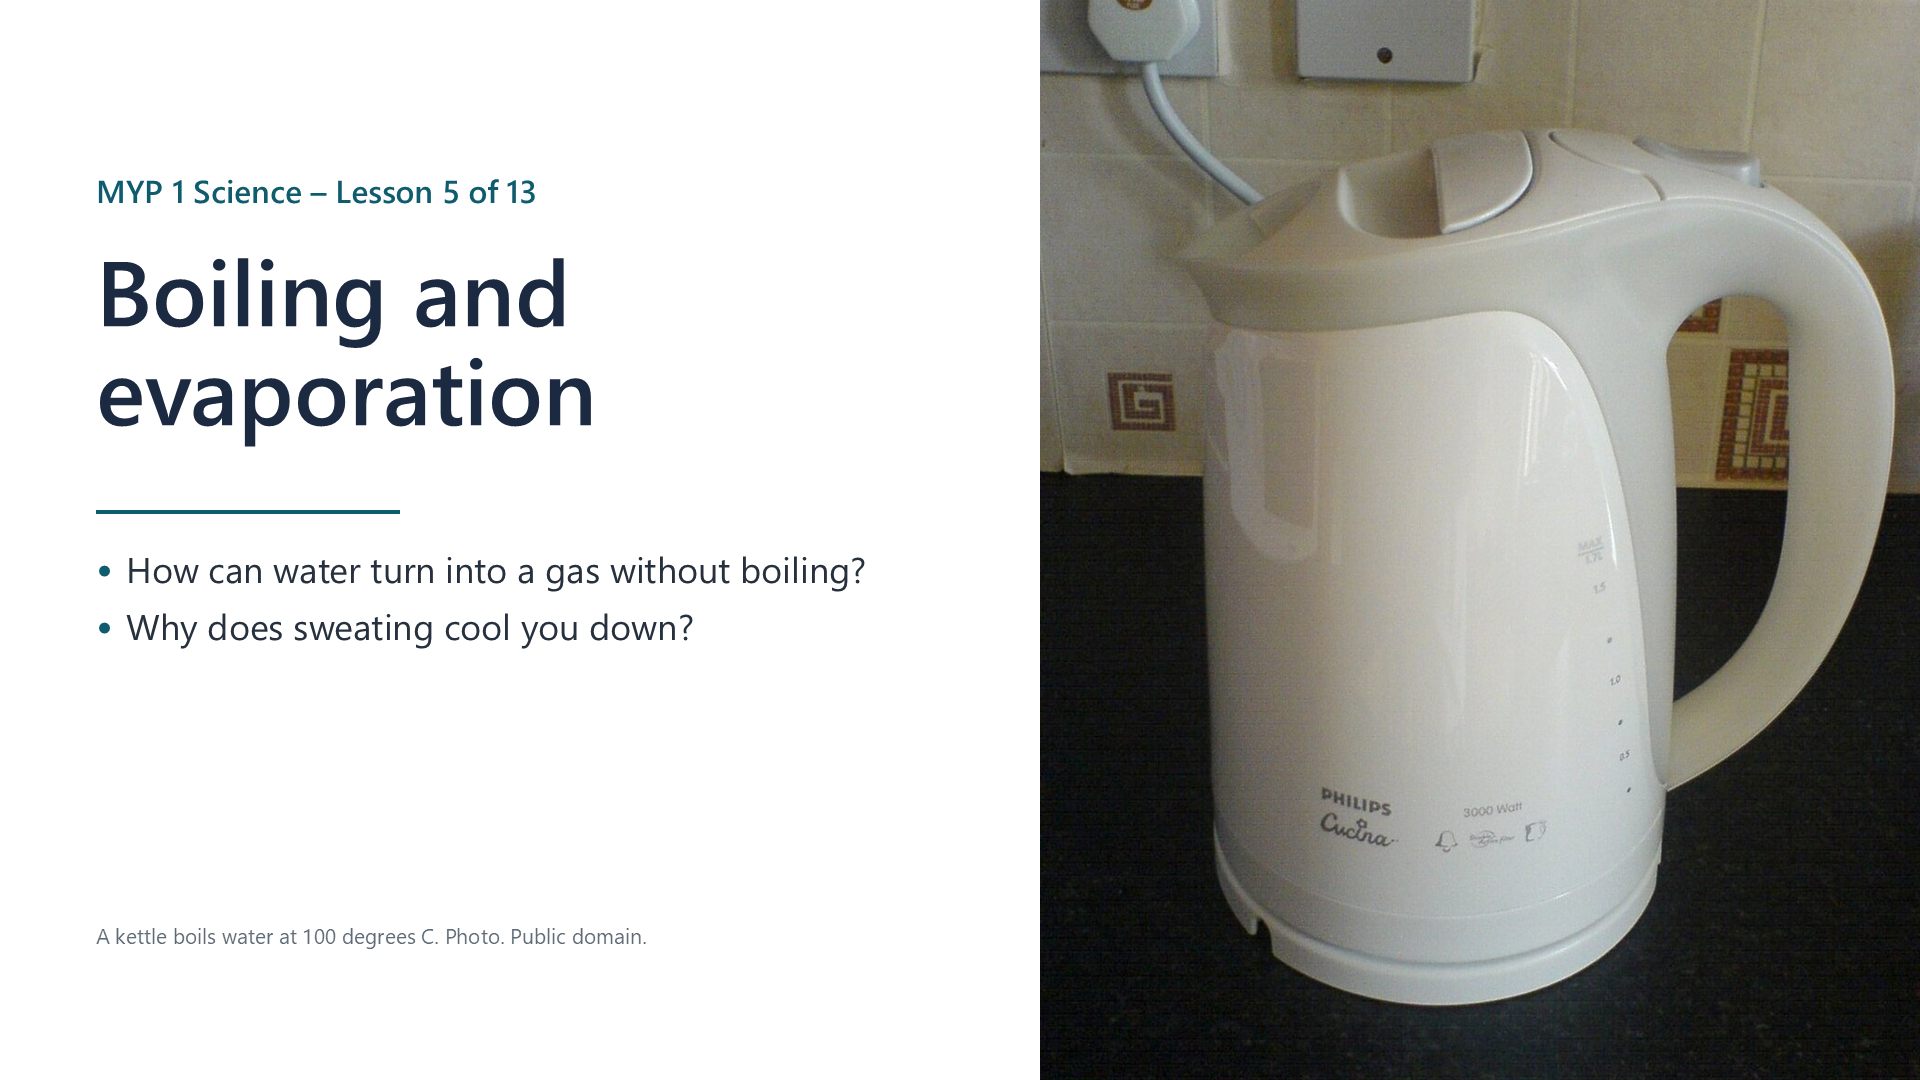 MYP 1 Science – Lesson 5 of 13
Boiling and
evaporation
• How can water turn into a gas without boiling?
• Why does sweating cool you down?
A kettle boils water at 100 degrees C. Photo. Public domain.
MAX
1.7L
1.5
1.0
0.5
PHILIPS
Cucina
3000 Watt